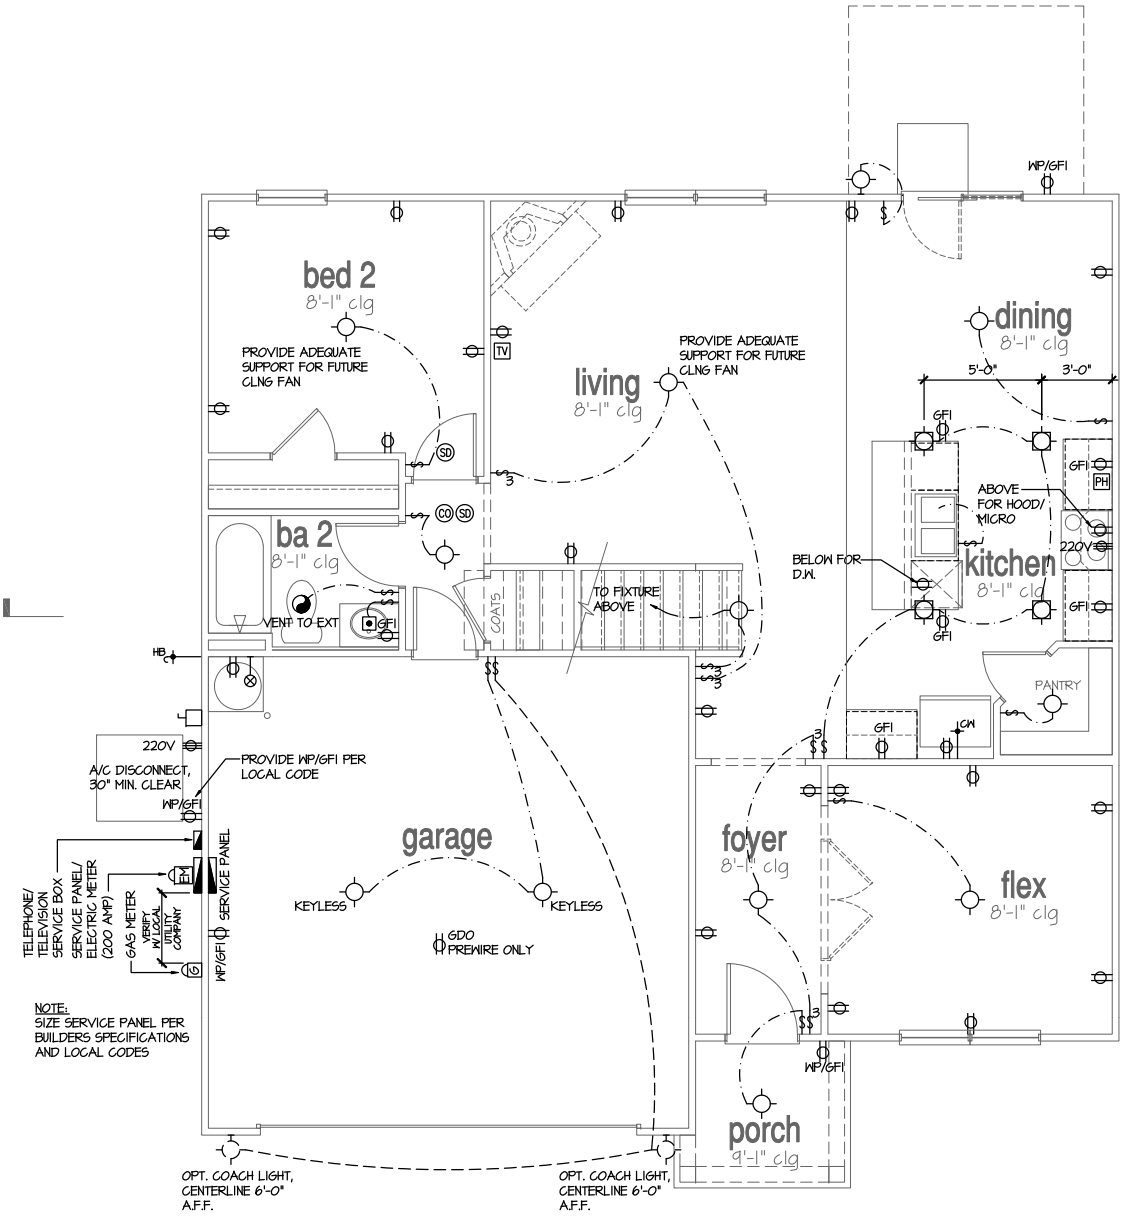 WP/GFI
bed 2
8'-1" clg
PROVIDE ADEQUATE
SUPPORT FOR FUTURE
CLNG FAN
TV
living
8'-1" clg
PROVIDE ADEQUATE
SUPPORT FOR FUTURE
CLNG FAN
dining
8'-1" clg
5'-0"
3'-0"
GFI
S
S
SD
S
3
GFI
PH
ABOVE
FOR HOOD/
MICRO
220V
S
CO
SD
S
ba 2
8'-1" clg
kitchen
8'-1" clg
BELOW FOR
D.W.
COATS
TO FIXTURE
ABOVE
GFI
GFI
VENT TO EXT
S
S
GFI
HB
S S
S
3
S
3
PANTRY
S
CW
GFI
3
S S
220V
A/C DISCONNECT,
30" MIN. CLEAR
PROVIDE WP/GFI PER
LOCAL CODE
WP/GFI
garage
KEYLESS
KEYLESS
GDO
PREWIRE ONLY
foyer
8'-1" clg
S
flex
8'-1" clg
TELEPHONE/
TELEVISION
SERVICE BOX
SERVICE PANEL/
ELECTRIC METER
(200 AMP)
GAS METER
VERIFY
W/ LOCAL
UTILITY
COMPANY
EM
G
SERVICE PANEL
WP/GFI
NOTE:
SIZE SERVICE PANEL PER
BUILDERS SPECIFICATIONS
AND LOCAL CODES
3
S S
WP/GFI
porch
9'-1" clg
OPT. COACH LIGHT,
CENTERLINE 6'-0"
A.F.F.
OPT. COACH LIGHT,
CENTERLINE 6'-0"
A.F.F.